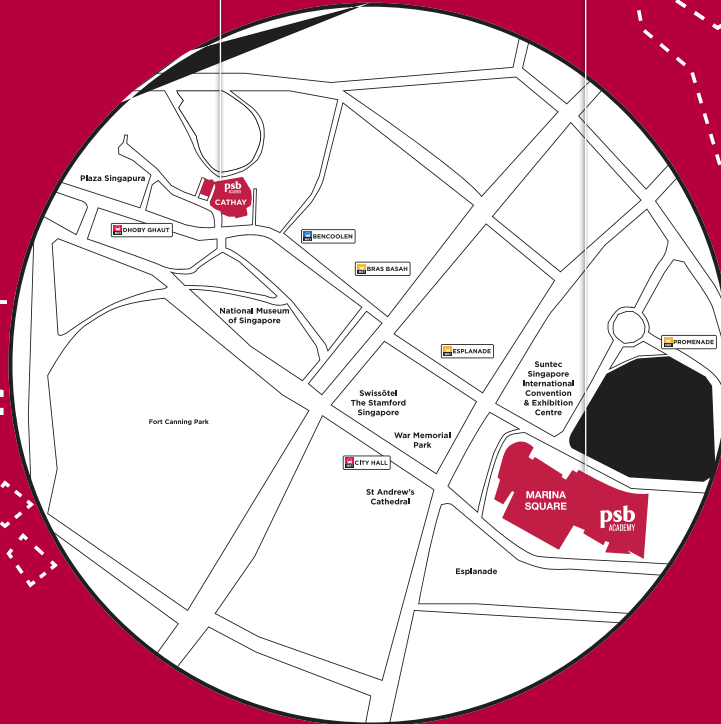 Plaza Singapura
psb
ACADEMY
CATHAY
DHOBY GHAUT
BENCOOLEN
BRAS BASAH
National Museum
of Singapore
ESPLANADE
PROMENADE
Suntec
Singapore
International
Convention
& Exhibition
Centre
Swissôtel
The Stamford
Singapore
Fort Canning Park
War Memorial
Park
CITY HALL
St Andrew's
Cathedral
MARINA
SQUARE
psb
ACADEMY
Esplanade